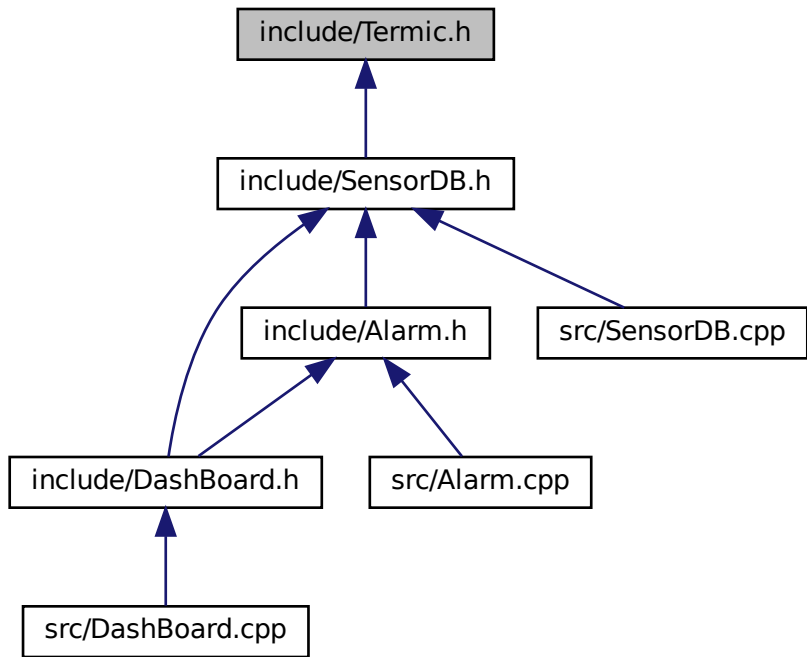 include/Termic.h
include/SensorDB.h
include/Alarm.h
src/SensorDB.cpp
include/DashBoard.h
src/Alarm.cpp
src/DashBoard.cpp